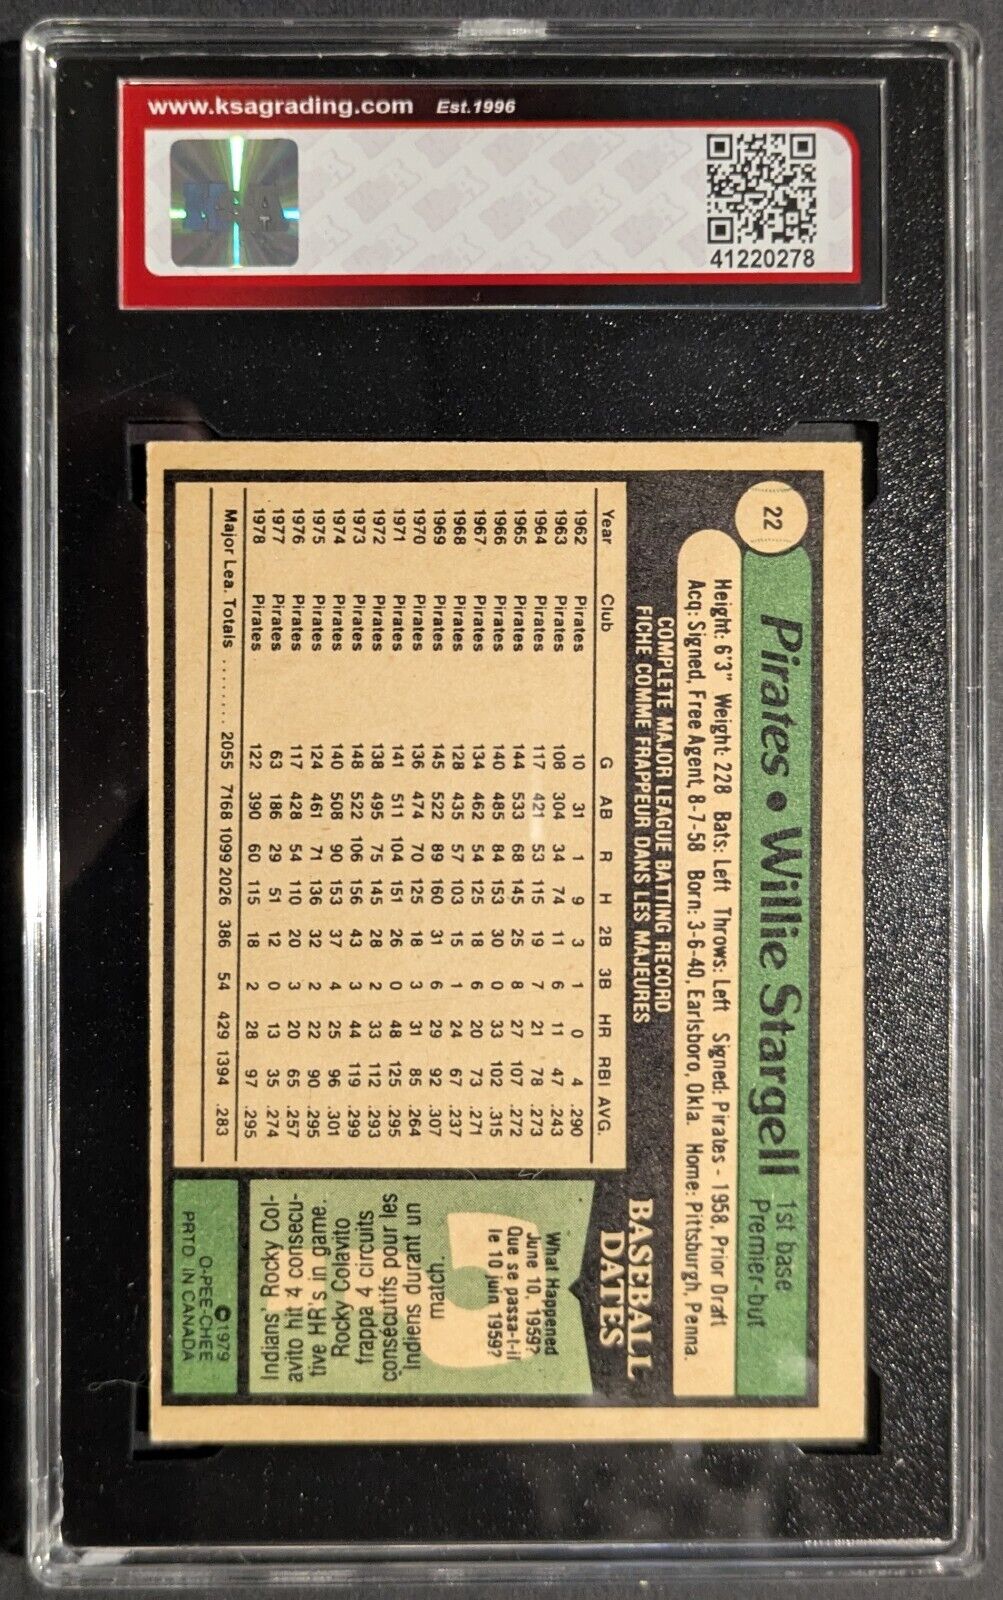 www.ksagrading.com Est.1996
KSA
41220278
22
Pirates • Willie Stargell 1st base
Premier-but
Height: 6'3" Weight: 228 Bats: Left Throws: Left Signed: Pirates - 1958, Prior Draft
Acq: Signed, Free Agent, 8-7-58 Born: 3-6-40, Earlsboro, Okla. Home: Pittsburgh, Penna.
COMPLETE MAJOR LEAGUE BATTING RECORD
FICHE COMME FRAPPEUR DANS LES MAJEURES
Year Club G AB R H 2B 3B HR RBI AVG.
1962 Pirates 10 31 1 9 3 1 0 4 .290
1963 Pirates 108 304 34 74 11 6 11 47 .243
1964 Pirates 117 421 53 115 19 7 21 78 .273
1965 Pirates 144 533 68 145 25 8 27 107 .272
1966 Pirates 140 485 84 153 30 0 33 102 .315
1967 Pirates 134 462 54 125 18 6 20 73 .271
1968 Pirates 128 435 57 103 15 1 24 67 .237
1969 Pirates 145 522 89 160 31 6 29 92 .307
1970 Pirates 136 474 70 125 18 3 31 85 .264
1971 Pirates 141 511 104 151 26 0 48 125 .295
1972 Pirates 138 495 75 145 28 2 33 112 .293
1973 Pirates 148 522 106 156 43 3 44 119 .299
1974 Pirates 140 508 90 153 37 4 25 96 .301
1975 Pirates 124 461 71 136 32 2 22 90 .295
1976 Pirates 117 428 54 110 20 3 20 65 .257
1977 Pirates 63 186 29 51 12 0 13 35 .274
1978 Pirates 122 390 60 115 18 2 28 97 .295
Major Lea. Totals ........ 2055 7168 1099 2026 386 54 429 1394 .283
BASEBALL
DATES
What Happened
June 10, 1959?
Que se passa-t-il
le 10 juin 1959?
Indians' Rocky Col-
avito hit 4 consecu-
tive HR's in game.
Rocky Colavito
frappa 4 circuits
consécutifs pour les
Indiens durant un
match.
©1979
O-PEE-CHEE
PRTD. IN CANADA